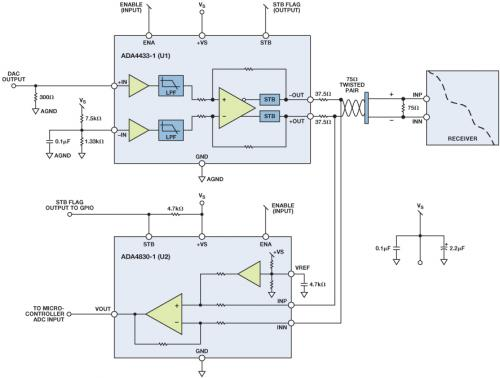 ENABLE
(INPUT)
VS
STB FLAG
(OUTPUT)
ENA
+VS
STB
ADA4433-1 (U1)
DAC
OUTPUT
+IN
LPF
300Ω
AGND
VS
7.5kΩ
0.1µF
AGND
1.33kΩ
–IN
LPF
+
–
STB
STB
–OUT
+OUT
37.5Ω
37.5Ω
GND
AGND
75Ω
TWISTED
PAIR
+
–
INP
75Ω
INN
RECEIVER
VS
STB FLAG
OUTPUT TO GPIO
4.7kΩ
ENABLE
(INPUT)
STB
+VS
ENA
ADA4830-1 (U2)
+VS
VREF
4.7kΩ
INP
INN
+
–
TO MICRO-
CONTROLLER
ADC INPUT
VOUT
GND
VS
0.1µF
+
2.2µF